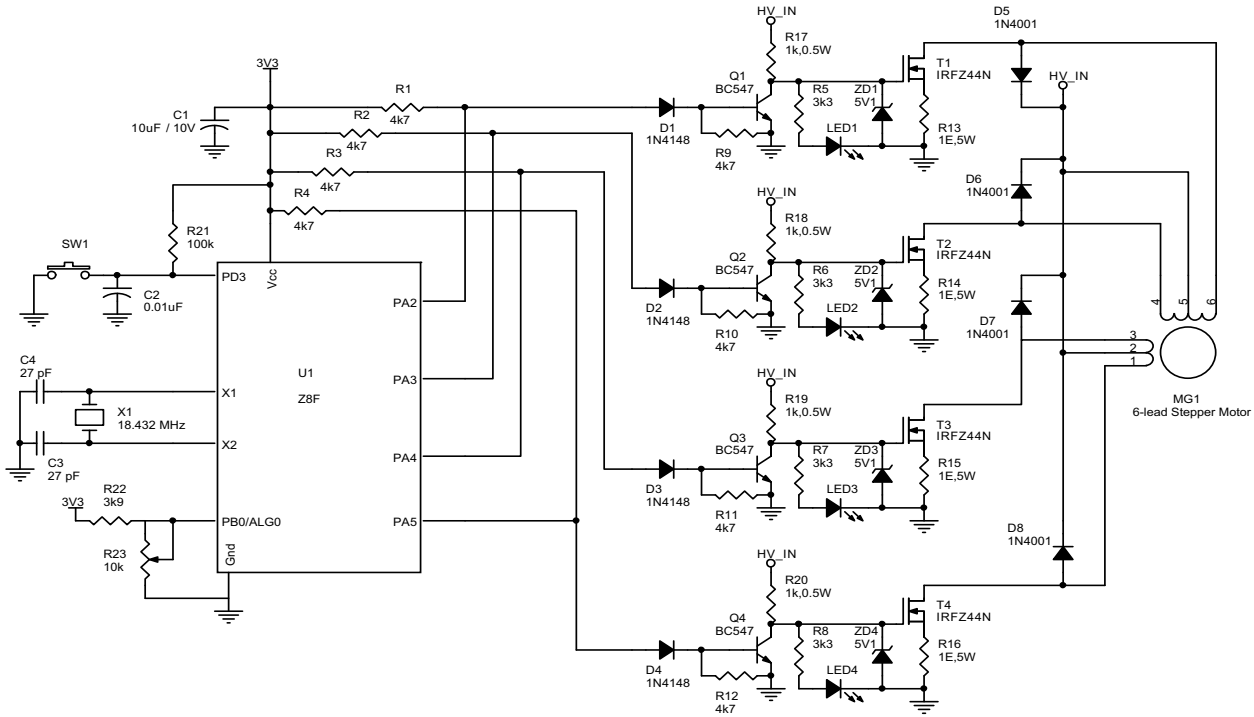 3V3
C1
10uF / 10V
R1
4k7
R2
4k7
R3
4k7
R4
4k7
R21
100k
SW1
C2
0.01uF
C4
27 pF
X1
18.432 MHz
C3
27 pF
3V3
R22
3k9
R23
10k
PD3
Vcc
X1
X2
PB0/ALG0
Gnd
U1
Z8F
PA2
PA3
PA4
PA5
HV_IN
R17
1k,0.5W
Q1
BC547
D1
1N4148
R9
4k7
R5
3k3
LED1
ZD1
5V1
T1
IRFZ44N
R13
1E,5W
D5
1N4001
HV_IN
HV_IN
R18
1k,0.5W
Q2
BC547
D2
1N4148
R10
4k7
R6
3k3
LED2
ZD2
5V1
T2
IRFZ44N
R14
1E,5W
D6
1N4001
D7
1N4001
HV_IN
R19
1k,0.5W
Q3
BC547
D3
1N4148
R11
4k7
R7
3k3
LED3
ZD3
5V1
T3
IRFZ44N
R15
1E,5W
D8
1N4001
HV_IN
R20
1k,0.5W
Q4
BC547
D4
1N4148
R12
4k7
R8
3k3
LED4
ZD4
5V1
T4
IRFZ44N
R16
1E,5W
4
5
6
3
2
1
MG1
6-lead Stepper Motor